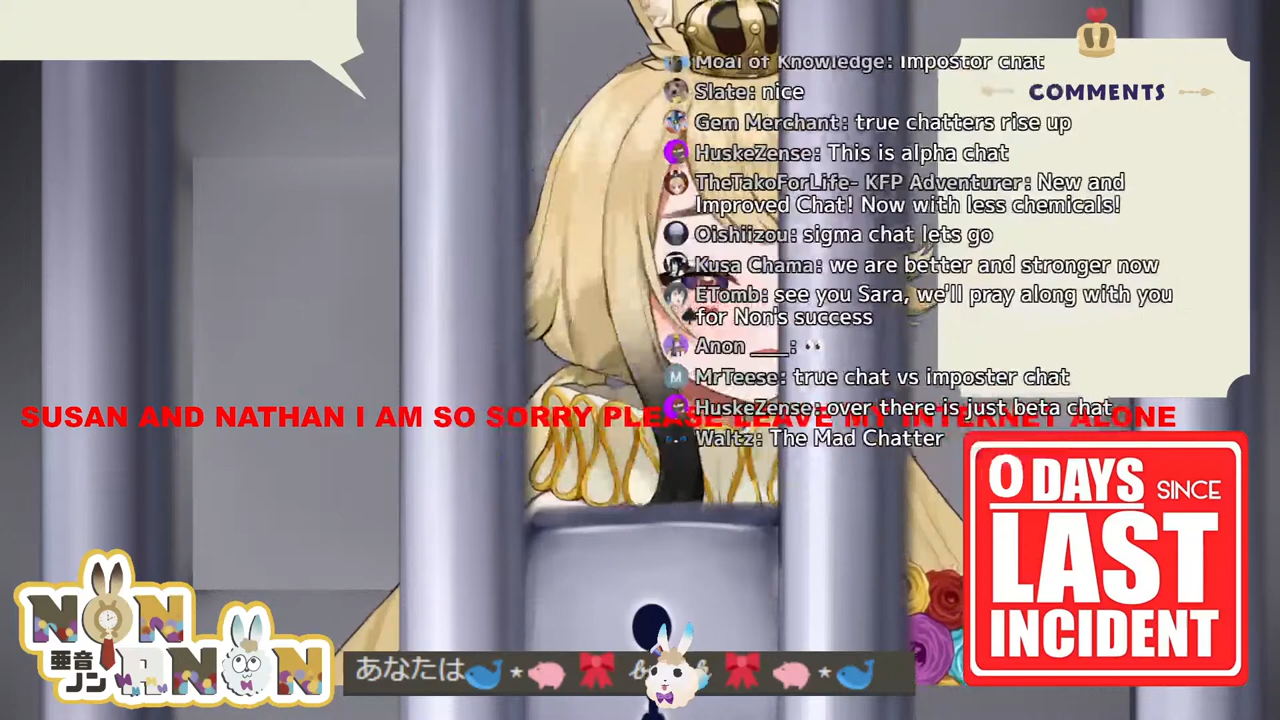 Moai of Knowledge: Impostor chat
Slate: nice
Gem Merchant: true chatters rise up
HuskeZense: This is alpha chat
TheTakoForLife- KFP Adventurer: New and
Improved Chat! Now with less chemicals!
Oishiizou: sigma chat lets go
Kusa Chama: we are better and stronger now
ETomb: see you Sara, we'll pray along with you
for Non's success
Anon ___: 👀
M MrTeese: true chat vs imposter chat
HuskeZense: over there is just beta chat
Waltz: The Mad Chatter
COMMENTS
SUSAN AND NATHAN I AM SO SORRY PLEASE LEAVE MY INTERNET ALONE
0 DAYS SINCE
LAST
INCIDENT
NON
亜音
ノン
ANON
あなたは